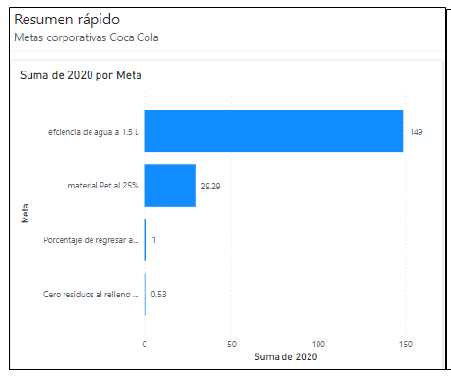 Resumen rápido
Metas corporativas Coca Cola
Suma de 2020 por Meta
efciencia de agua a 1.5 L
149
material Pet al 25%
29.29
Porcentaje de regresar a...
1
Cero residuos al relleno ...
0.53
Meta
0
50
100
150
Suma de 2020